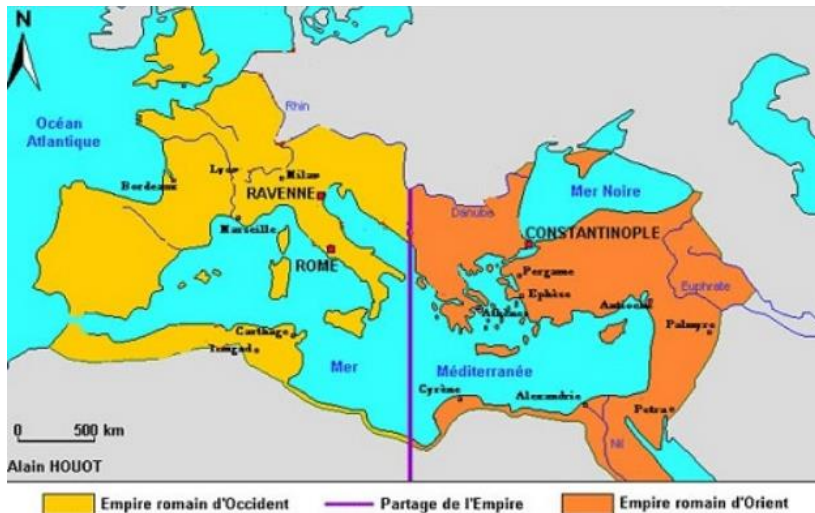 N
Rhin
Océan
Atlantique
Lyon
Milan
Bordeaux
RAVENNE
Mer Noire
Danube
Marseille
CONSTANTINOPLE
ROME
Pergame
Ephèse
Euphrate
Athènes
Antioche
Carthage
Palmyre
Timgad
Mer
Méditerranée
Cyrène
Alexandrie
Petra
0 500 km
Nil
Alain HOUOT
Empire romain d'Occident
Partage de l'Empire
Empire romain d'Orient